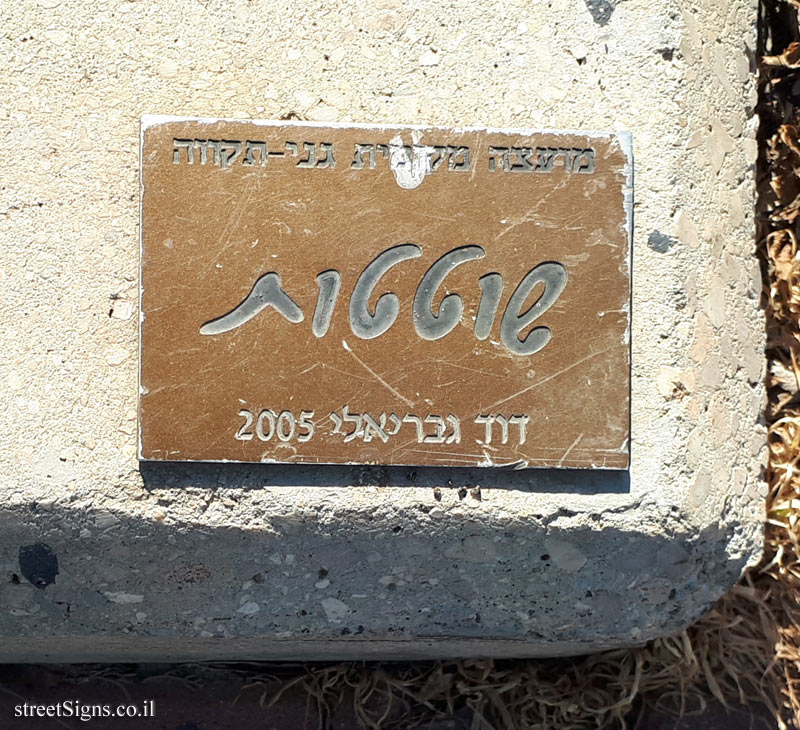 מועצה מקומית גני-תקווה
שוטטות
דוד גבריאלי 2005
streetSigns.co.il